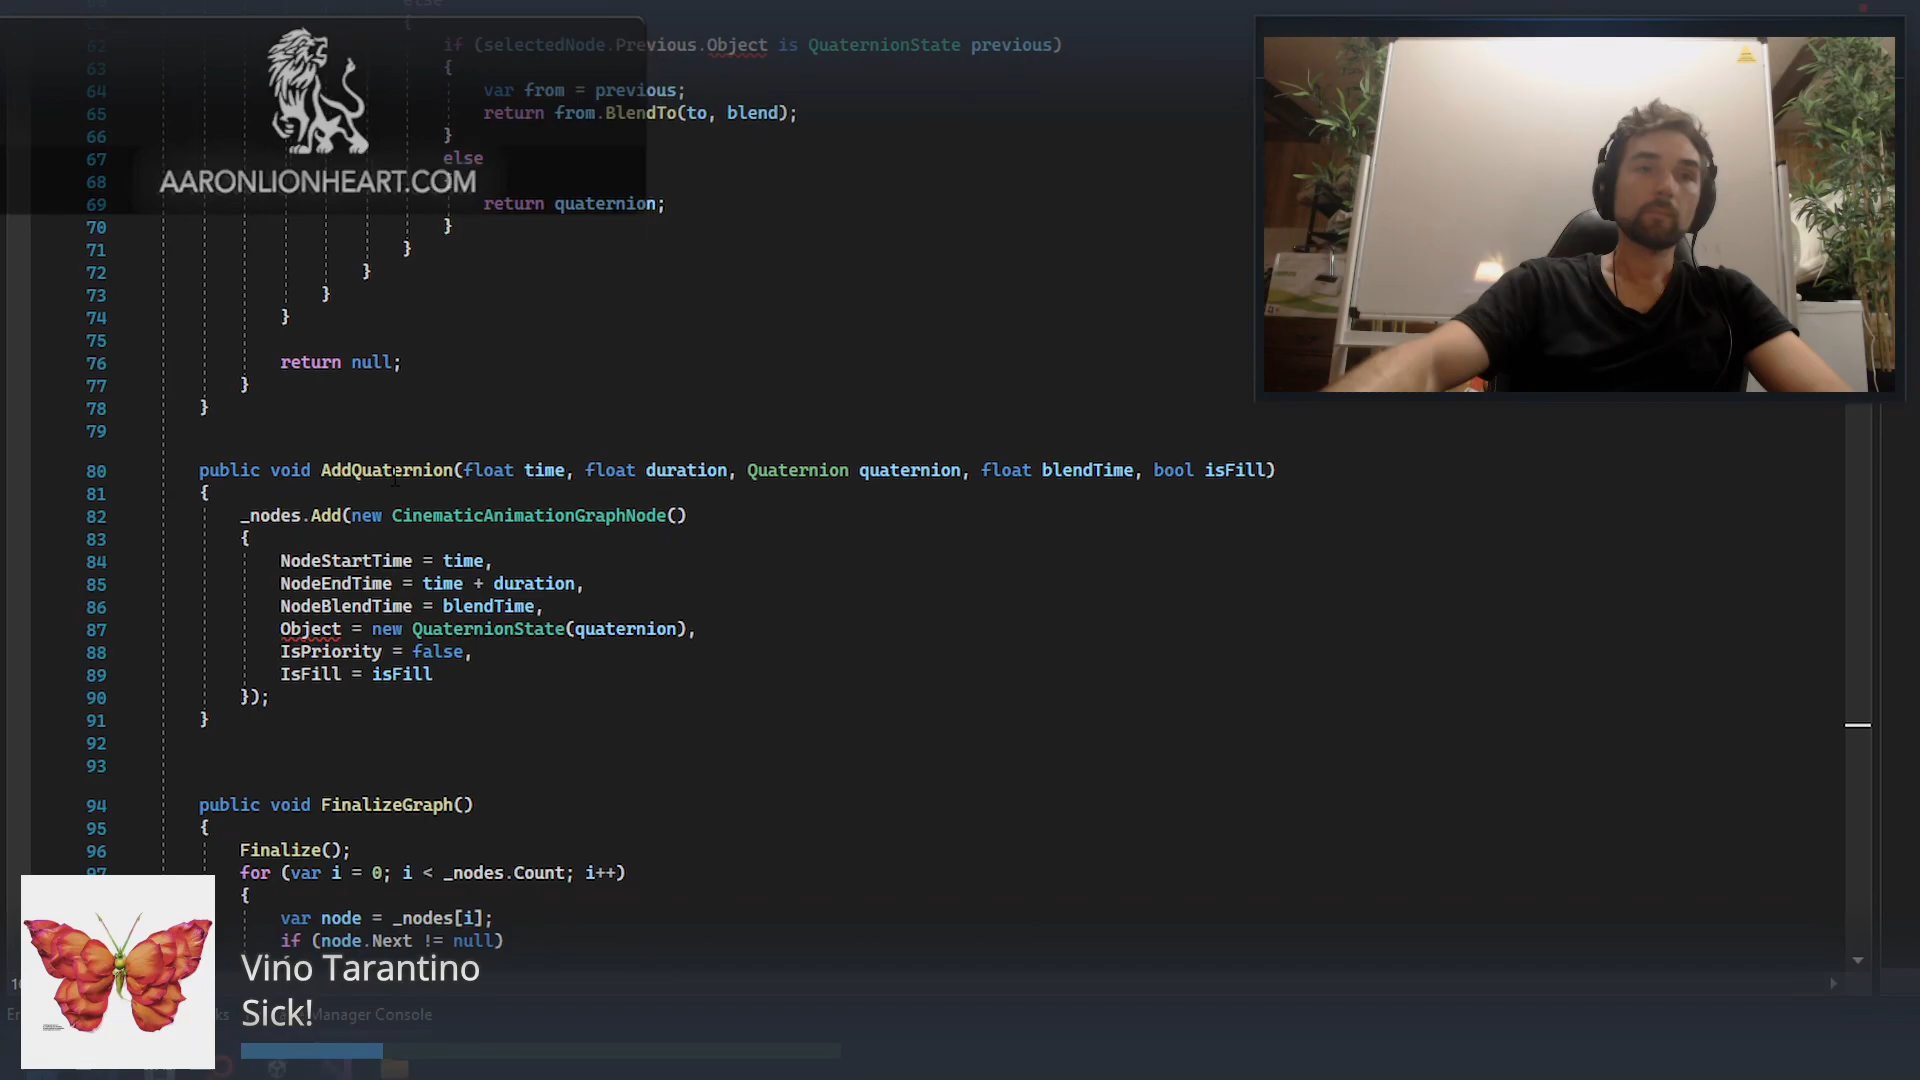 else
{
62 if (selectedNode.Previous.Object is QuaternionState previous)
63 {
64 var from = previous;
65 return from.BlendTo(to, blend);
66 }
67 else
68
69 return quaternion;
70 }
71 }
72 }
73 }
74 }
75
76 return null;
77 }
78 }
79
80 public void AddQuaternion(float time, float duration, Quaternion quaternion, float blendTime, bool isFill)
81 {
82 _nodes.Add(new CinematicAnimationGraphNode()
83 {
84 NodeStartTime = time,
85 NodeEndTime = time + duration,
86 NodeBlendTime = blendTime,
87 Object = new QuaternionState(quaternion),
88 IsPriority = false,
89 IsFill = isFill
90 });
91 }
92
93
94 public void FinalizeGraph()
95 {
96 Finalize();
97 for (var i = 0; i < _nodes.Count; i++)
{
var node = _nodes[i];
if (node.Next != null)
AARONLIONHEART.COM
Vino Tarantino
Sick!
Manager Console